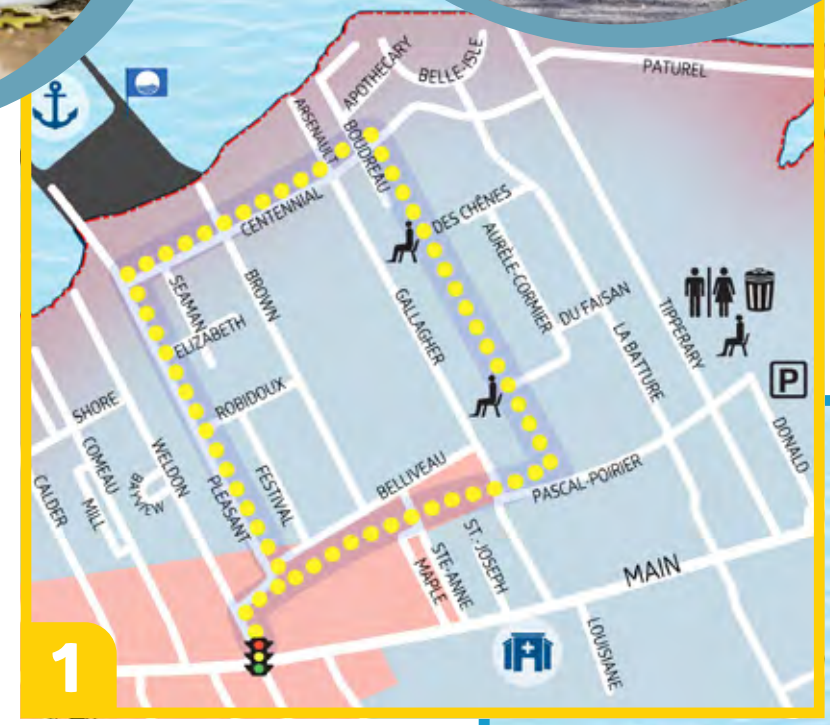 PATUREL
BELLE-ISLE
APOTHECARY
ARSENAULT
BOUDREAU
CENTENNIAL
DES CHÊNES
AURÈLE-CORMIER
DU FAISAN
SEAMAN
BROWN
ELIZABETH
GALLAGHER
LA BATTURE
TIPPERARY
P
ROBIDOUX
SHORE
COMEAU
WELDON
BAYVIEW
MILL
CALDER
PLEASANT
FESTIVAL
BELLIVEAU
PASCAL-POIRIER
DONALD
ST.-JOSEPH
STE-ANNE
MAPLE
MAIN
LOUISIANE
1